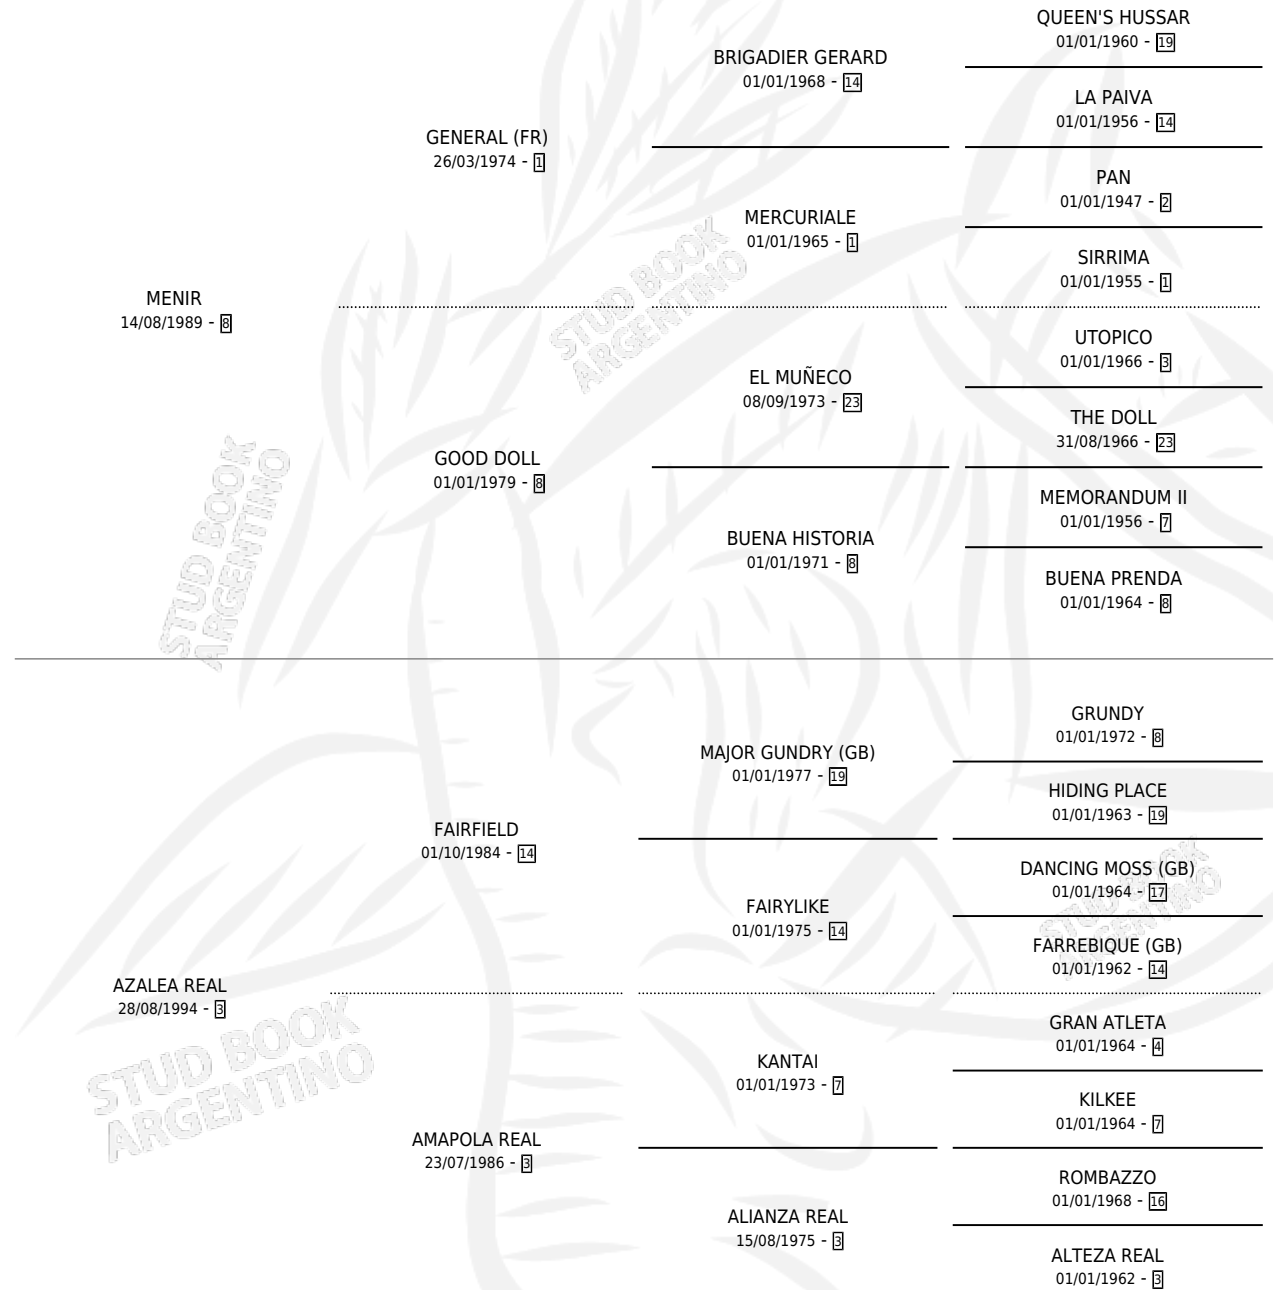 QUEEN'S HUSSAR
01/01/1960 - 19
BRIGADIER GERARD
01/01/1968 - 14
LA PAIVA
01/01/1956 - 14
GENERAL (FR)
26/03/1974 - 1
PAN
01/01/1947 - 2
MERCURIALE
01/01/1965 - 1
SIRRIMA
01/01/1955 - 1
MENIR
14/08/1989 - 8
UTOPICO
01/01/1966 - 3
EL MUÑECO
08/09/1973 - 23
THE DOLL
31/08/1966 - 23
GOOD DOLL
01/01/1979 - 8
MEMORANDUM II
01/01/1956 - 7
BUENA HISTORIA
01/01/1971 - 8
BUENA PRENDA
01/01/1964 - 8
STUD BOOK
ARGENTINO
STUD BOOK
ARGENTINO
GRUNDY
01/01/1972 - 8
MAJOR GUNDRY (GB)
01/01/1977 - 19
HIDING PLACE
01/01/1963 - 19
FAIRFIELD
01/10/1984 - 14
DANCING MOSS (GB)
01/01/1964 - 17
FAIRYLIKE
01/01/1975 - 14
FARREBIQUE (GB)
01/01/1962 - 14
AZALEA REAL
28/08/1994 - 3
GRAN ATLETA
01/01/1964 - 4
KANTAI
01/01/1973 - 7
KILKEE
01/01/1964 - 7
AMAPOLA REAL
23/07/1986 - 3
ROMBAZZO
01/01/1968 - 16
ALIANZA REAL
15/08/1975 - 3
ALTEZA REAL
01/01/1962 - 3
STUD BOOK
ARGENTINO
STUD BOOK
ARGENTINO